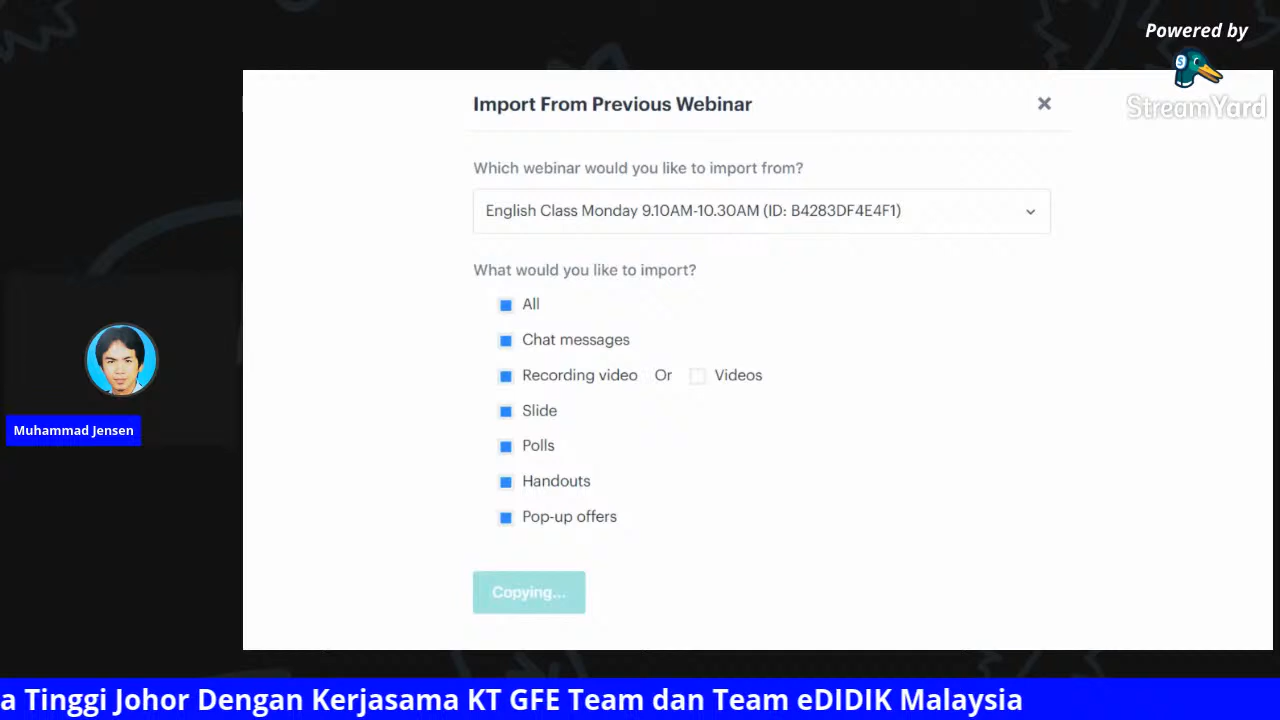 Powered by
StreamYard
Import From Previous Webinar
Which webinar would you like to import from?
English Class Monday 9.10AM-10.30AM (ID: B4283DF4E4F1)
What would you like to import?
All
Chat messages
Recording video Or Videos
Slide
Polls
Handouts
Pop-up offers
Copying...
Muhammad Jensen
a Tinggi Johor Dengan Kerjasama KT GFE Team dan Team eDIDIK Malaysia